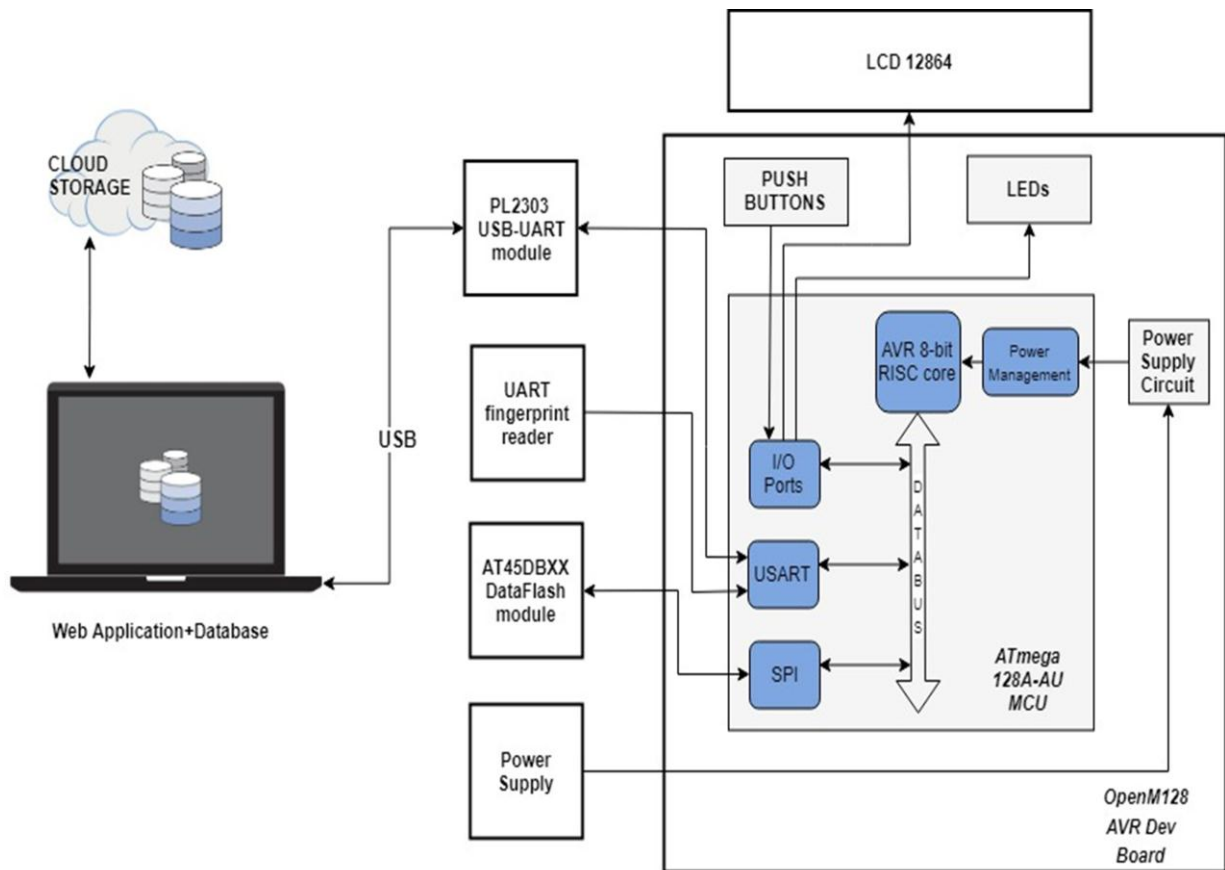 LCD 12864
CLOUD
STORAGE
PL2303
USB-UART
module
PUSH
BUTTONS
LEDs
AVR 8-bit
RISC core
Power
Management
Power
Supply
Circuit
UART
fingerprint
reader
USB
I/O
Ports
DATABUS
AT45DBXX
DataFlash
module
USART
SPI
ATmega
128A-AU
MCU
Web Application+Database
Power
Supply
OpenM128
AVR Dev
Board